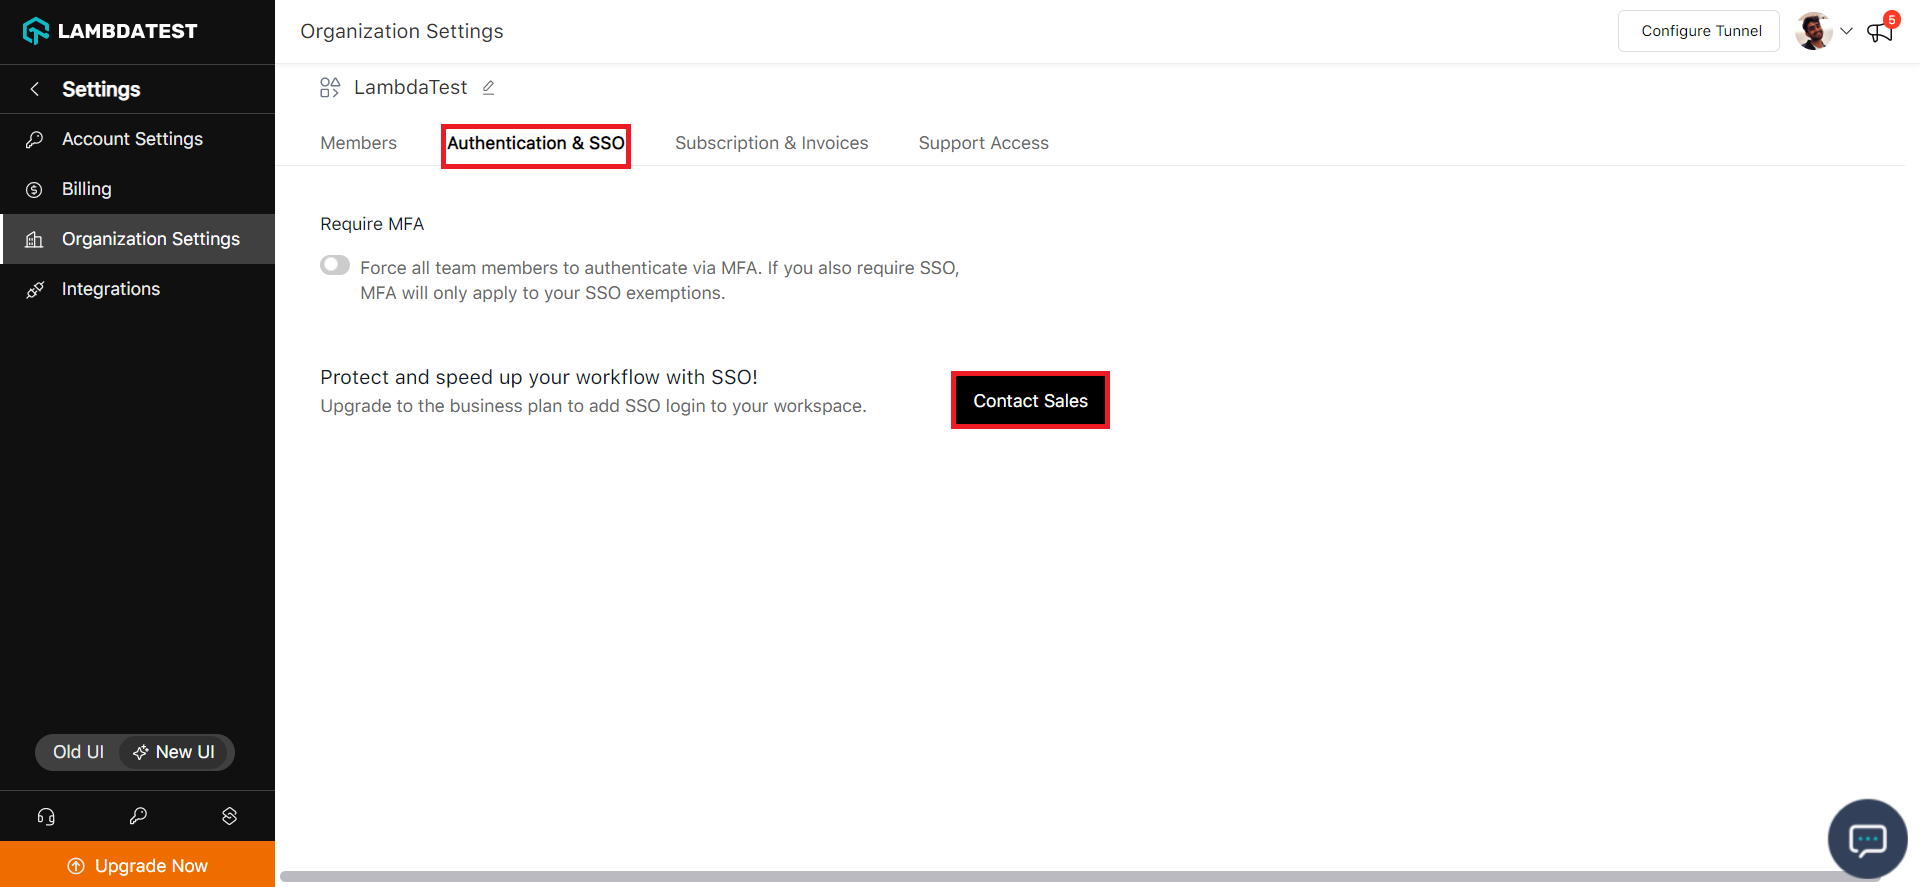 LAMBDATEST
Settings
Account Settings
Billing
Organization Settings
Integrations
Old UI
New UI
Upgrade Now
Organization Settings
Configure Tunnel
5
LambdaTest
Members
Authentication & SSO
Subscription & Invoices
Support Access
Require MFA
Force all team members to authenticate via MFA. If you also require SSO,
MFA will only apply to your SSO exemptions.
Protect and speed up your workflow with SSO!
Upgrade to the business plan to add SSO login to your workspace.
Contact Sales